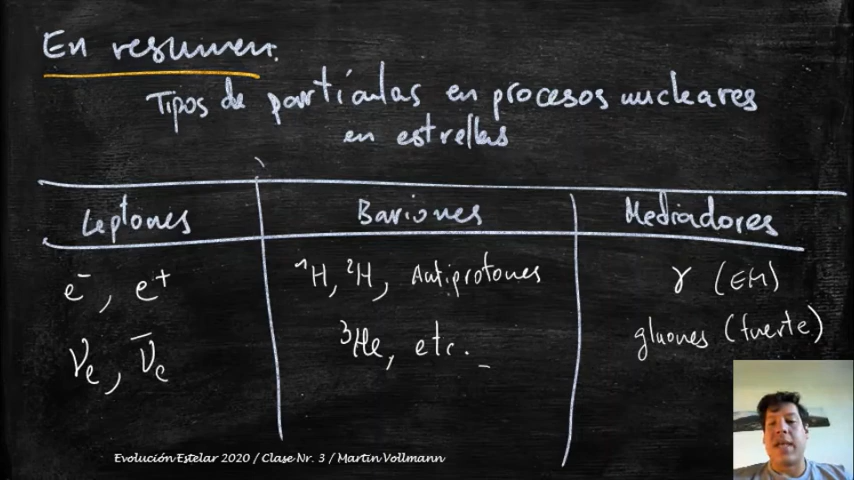 En resumen:
Tipos de partículas en procesos nucleares
en estrellas
Leptones Bariones Mediadores
e⁻, e⁺ ¹H, ²H, Antiprotones γ (EM)
νₑ, ν̄ₑ ³He, etc. gluones (fuerte)
Evolución Estelar 2020 / Clase Nr. 3 / Martin Vollmann